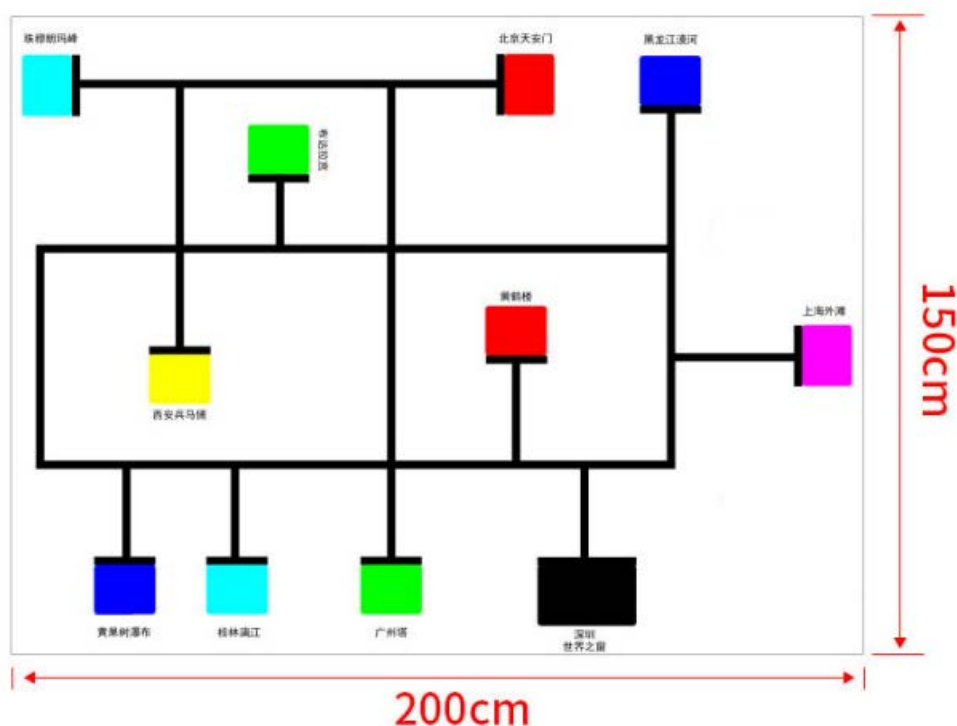 珠穆朗玛峰
北京天安门
黑龙江漠河
布达拉宫
黄鹤楼
上海外滩
西安兵马俑
150cm
黄果树瀑布
桂林漓江
广州塔
深圳
世界之窗
200cm